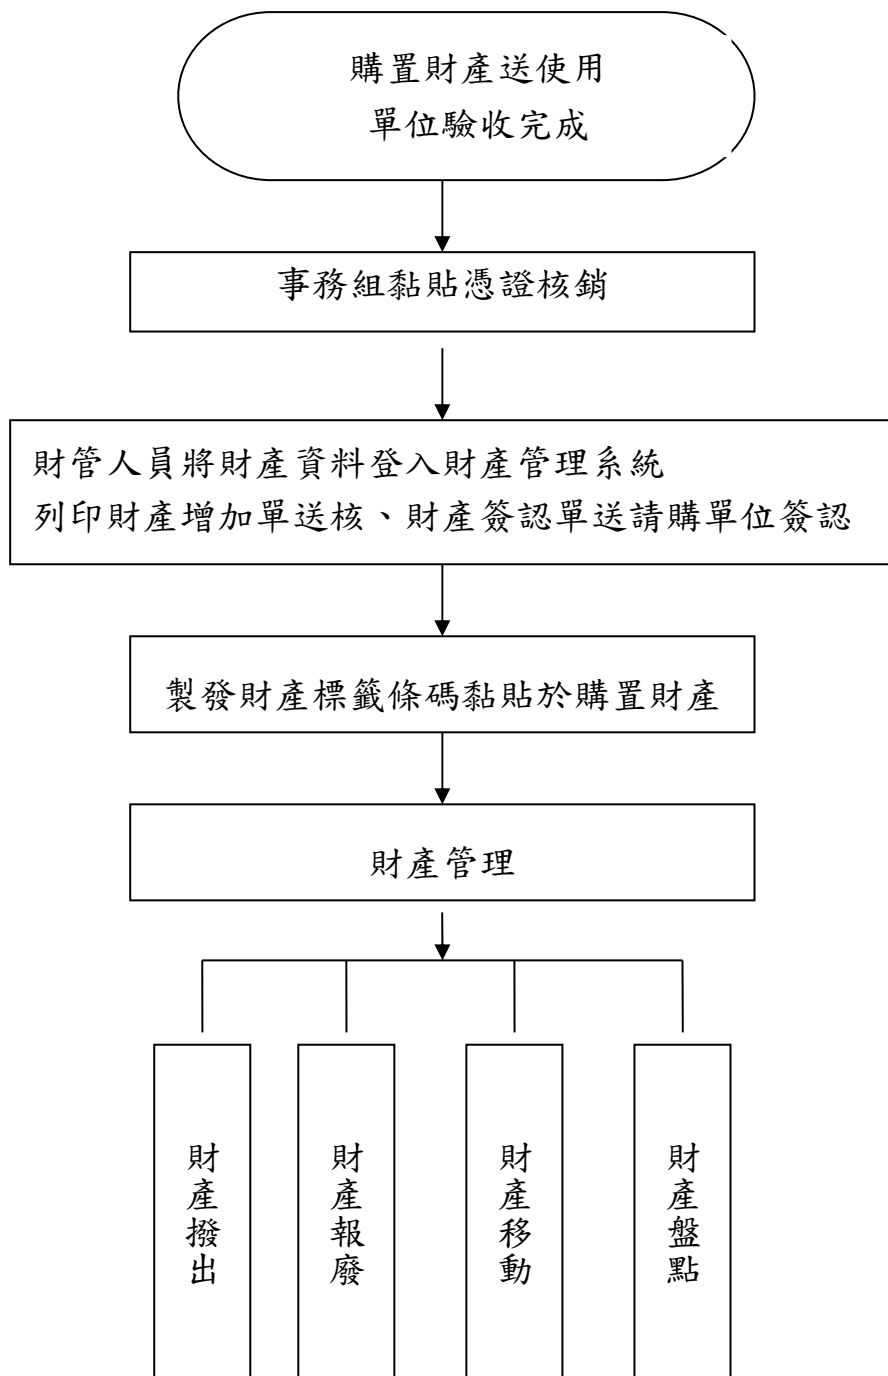 購置財產送使用
單位驗收完成
事務組黏貼憑證核銷
財管人員將財產資料登入財產管理系統
列印財產增加單送核、財產簽認單送請購單位簽認
製發財產標籤條碼黏貼於購置財產
財產管理
財產撥出
財產報廢
財產移動
財產盤點